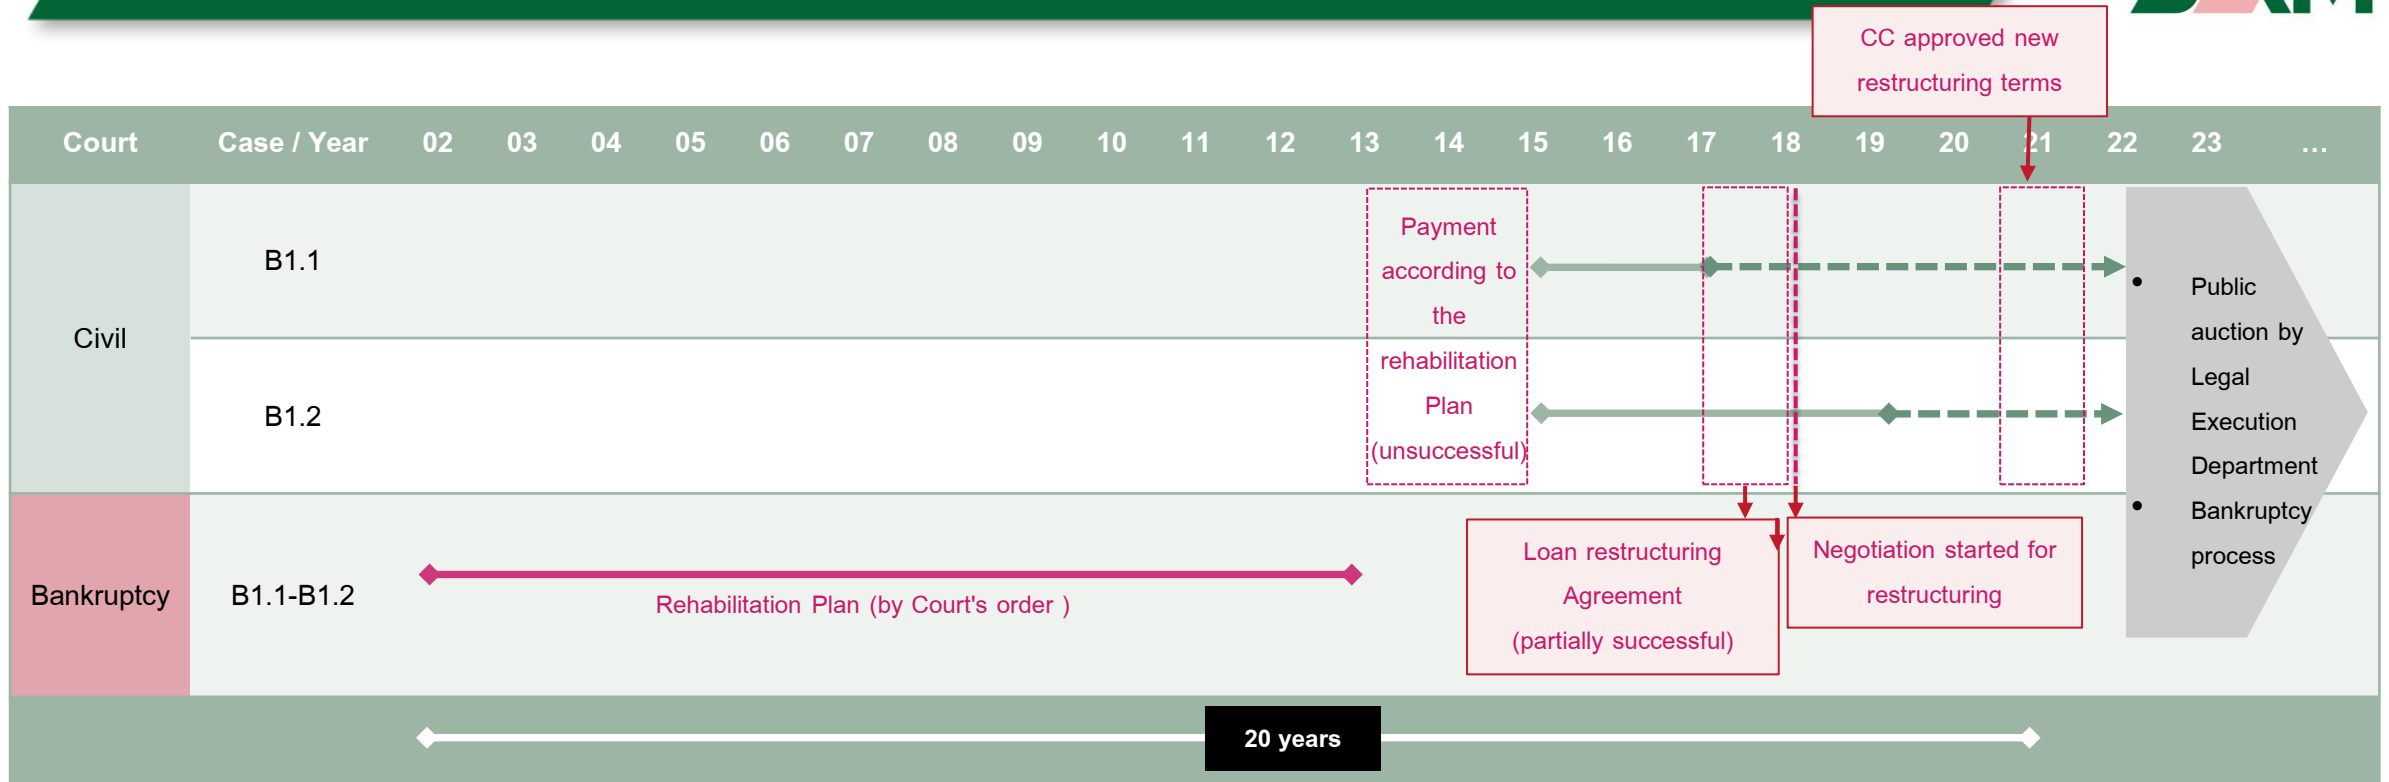 CC approved new
restructuring terms
Court Case / Year 02 03 04 05 06 07 08 09 10 11 12 13 14 15 16 17 18 19 20 21 22 23 ...
Civil
B1.1
B1.2
Payment
according to
the
rehabilitation
Plan
(unsuccessful)
• Public
auction by
Legal
Execution
Department
• Bankruptcy
process
Bankruptcy
B1.1-B1.2
Rehabilitation Plan (by Court's order )
Loan restructuring
Agreement
(partially successful)
Negotiation started for
restructuring
20 years